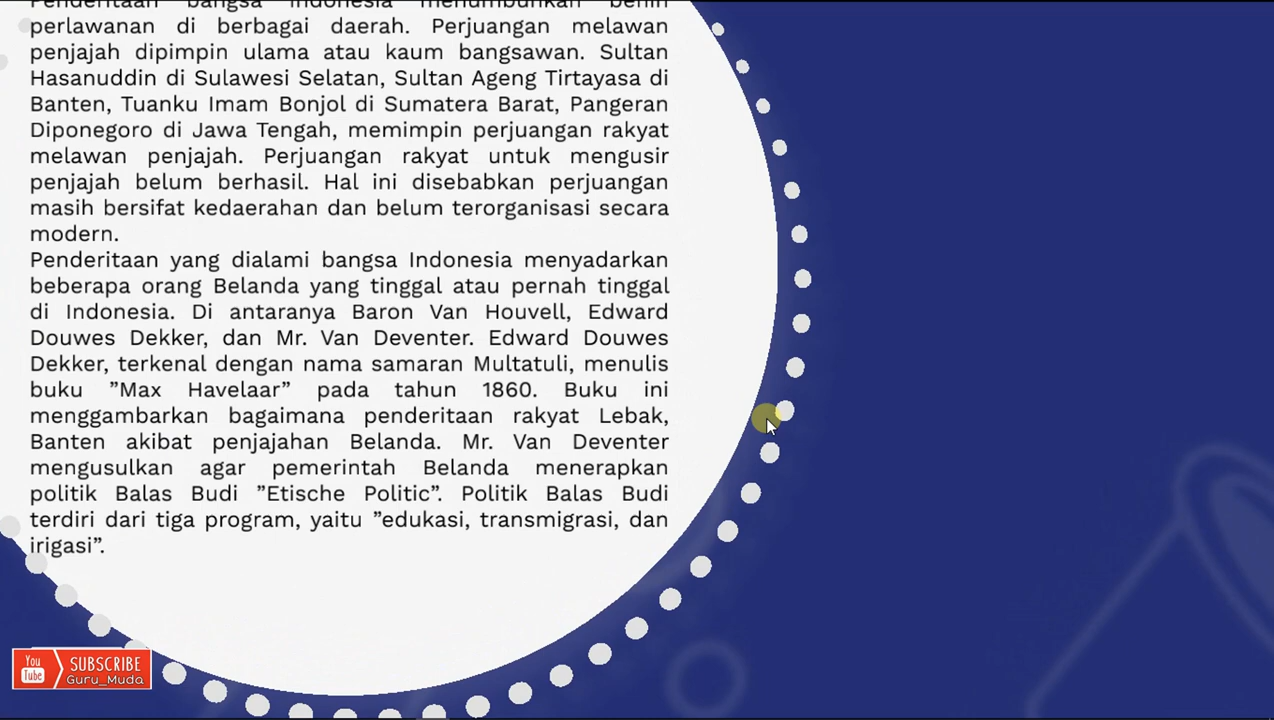 Penderitaan bangsa Indonesia menumbuhkan benih
perlawanan di berbagai daerah. Perjuangan melawan
penjajah dipimpin ulama atau kaum bangsawan. Sultan
Hasanuddin di Sulawesi Selatan, Sultan Ageng Tirtayasa di
Banten, Tuanku Imam Bonjol di Sumatera Barat, Pangeran
Diponegoro di Jawa Tengah, memimpin perjuangan rakyat
melawan penjajah. Perjuangan rakyat untuk mengusir
penjajah belum berhasil. Hal ini disebabkan perjuangan
masih bersifat kedaerahan dan belum terorganisasi secara
modern.
Penderitaan yang dialami bangsa Indonesia menyadarkan
beberapa orang Belanda yang tinggal atau pernah tinggal
di Indonesia. Di antaranya Baron Van Houvell, Edward
Douwes Dekker, dan Mr. Van Deventer. Edward Douwes
Dekker, terkenal dengan nama samaran Multatuli, menulis
buku ”Max Havelaar” pada tahun 1860. Buku ini
menggambarkan bagaimana penderitaan rakyat Lebak,
Banten akibat penjajahan Belanda. Mr. Van Deventer
mengusulkan agar pemerintah Belanda menerapkan
politik Balas Budi ”Etische Politic”. Politik Balas Budi
terdiri dari tiga program, yaitu ”edukasi, transmigrasi, dan
irigasi”.
You Tube SUBSCRIBE
Guru_Muda